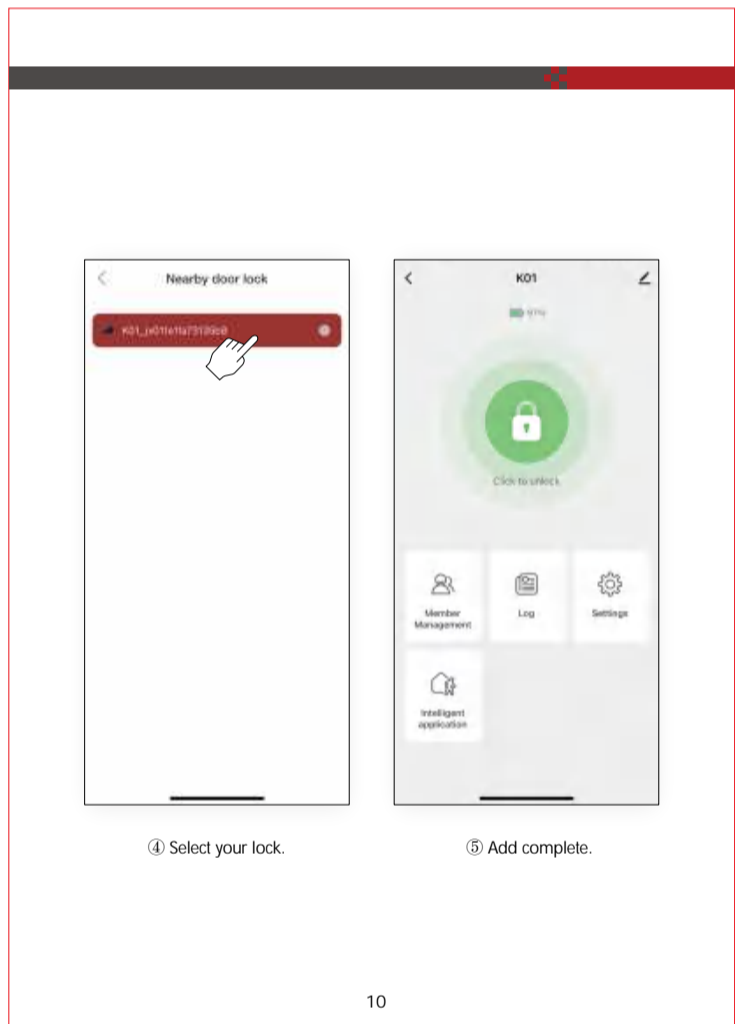 Nearby door lock
K01
Click to unlock
Member
Management
Log
Settings
Intelligent
application
④ Select your lock.
⑤ Add complete.
10